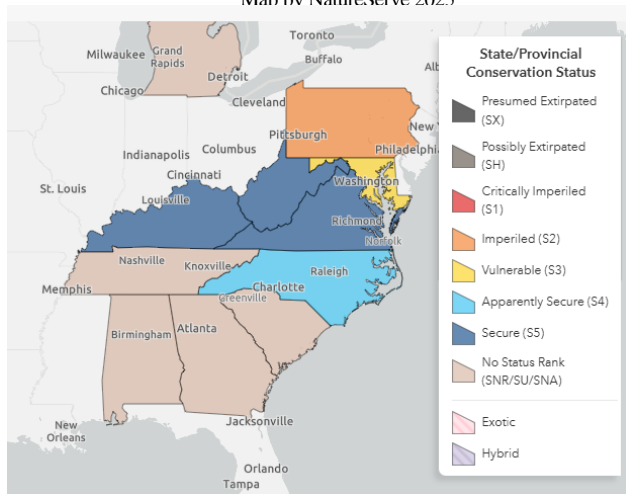 Map by NatureServe 2025
Toronto
Milwaukee
Grand
Rapids
Buffalo
Detroit
Chicago
Cleveland
Pittsburgh
Philadelphi
Columbus
Indianapolis
Cincinnati
Washington
St. Louis
Louisville
Richmond
Norfolk
Nashville
Knoxville
Raleigh
Memphis
Charlotte
Greenville
Birmingham
Atlanta
New
Orleans
Jacksonville
Orlando
Tampa
Alb
New Y
State/Provincial
Conservation Status
Presumed Extirpated
(SX)
Possibly Extirpated
(SH)
Critically Imperiled
(S1)
Imperiled (S2)
Vulnerable (S3)
Apparently Secure (S4)
Secure (S5)
No Status Rank
(SNR/SU/SNA)
Exotic
Hybrid